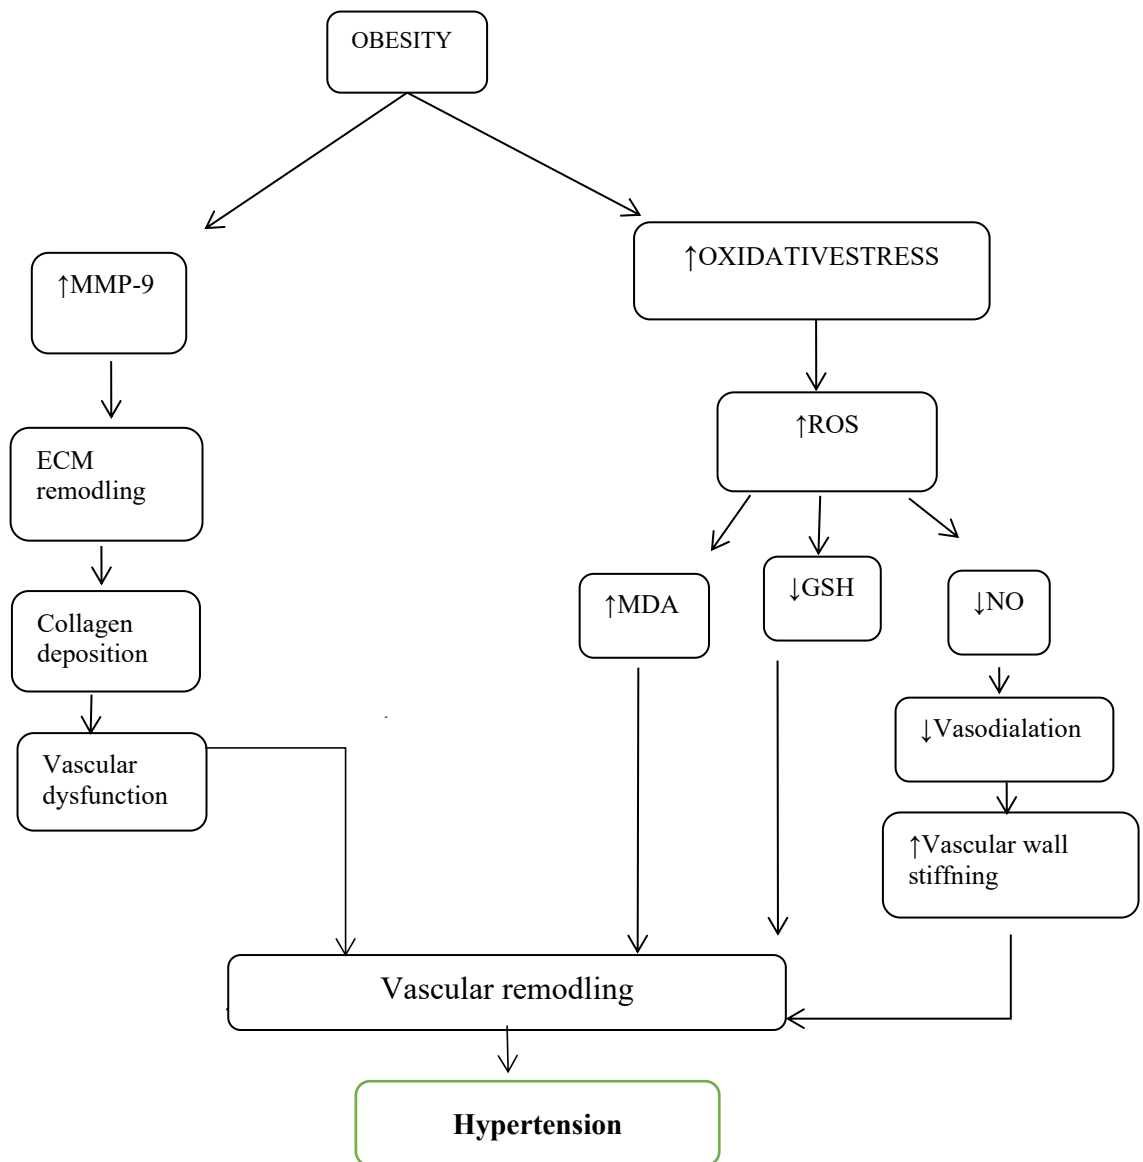 OBESITY
↑MMP-9
ECM
remodling
Collagen
deposition
Vascular
dysfunction
↑OXIDATIVESTRESS
↑ROS
↑MDA
↓GSH
↓NO
↓Vasodialation
↑Vascular wall
stiffning
Vascular remodling
Hypertension